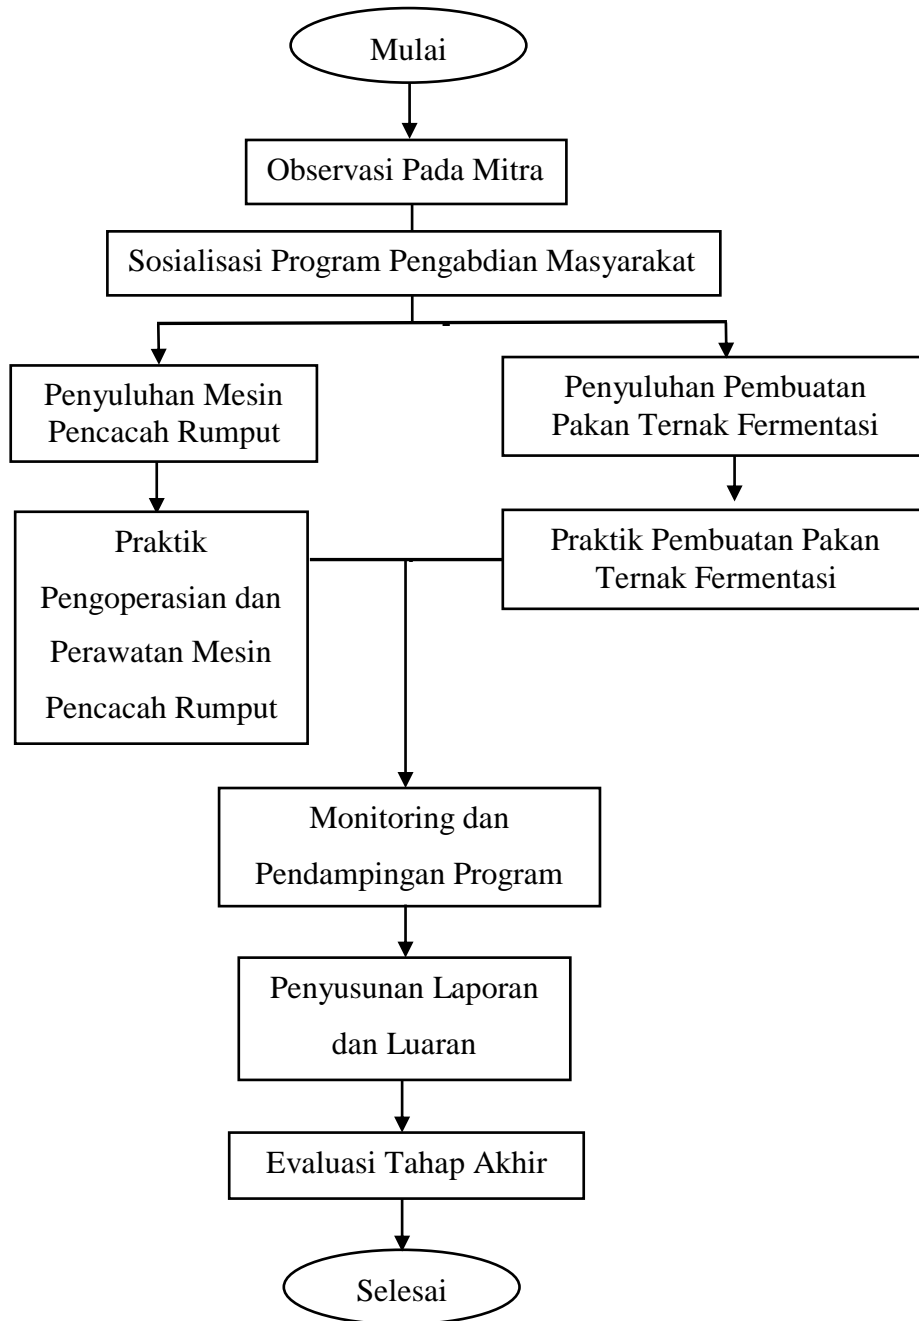 Mulai
Observasi Pada Mitra
Sosialisasi Program Pengabdian Masyarakat
Penyuluhan Mesin
Pencacah Rumput
Penyuluhan Pembuatan
Pakan Ternak Fermentasi
Praktik
Pengoperasian dan
Perawatan Mesin
Pencacah Rumput
Praktik Pembuatan Pakan
Ternak Fermentasi
Monitoring dan
Pendampingan Program
Penyusunan Laporan
dan Luaran
Evaluasi Tahap Akhir
Selesai